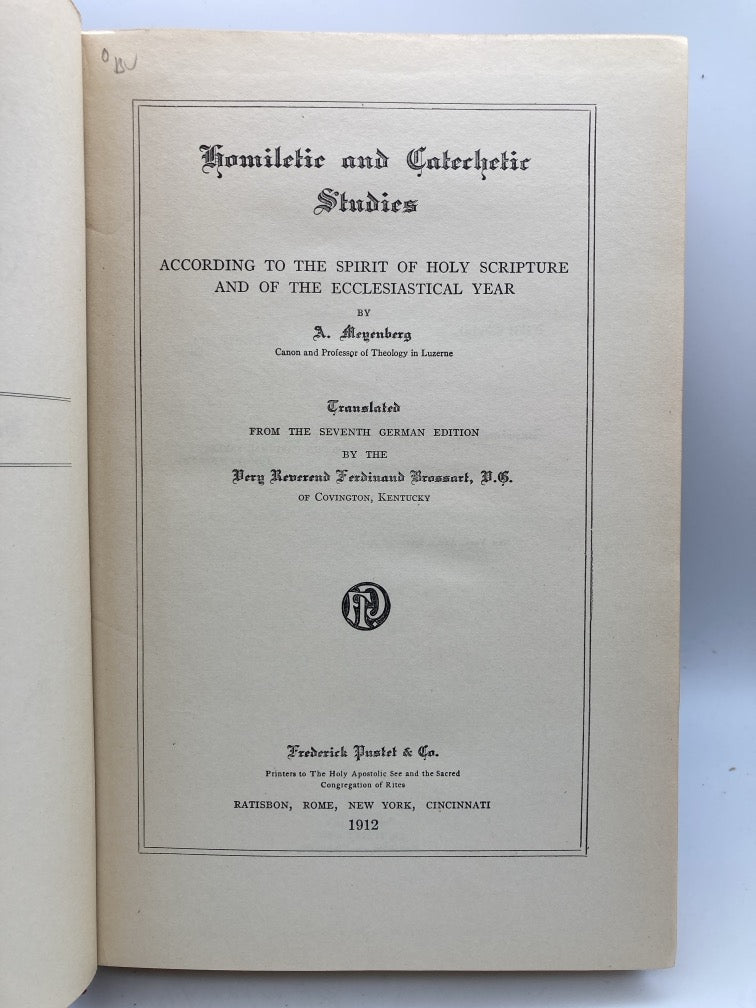 Homiletic and Catechetic
Studies
ACCORDING TO THE SPIRIT OF HOLY SCRIPTURE
AND OF THE ECCLESIASTICAL YEAR
BY
A. Meyenberg
Canon and Professor of Theology in Luzerne
Translated
FROM THE SEVENTH GERMAN EDITION
BY THE
Very Reverend Ferdinand Brossart, V.G.
OF COVINGTON, KENTUCKY
Frederick Pustet & Co.
Printers to The Holy Apostolic See and the Sacred
Congregation of Rites
RATISBON, ROME, NEW YORK, CINCINNATI
1912